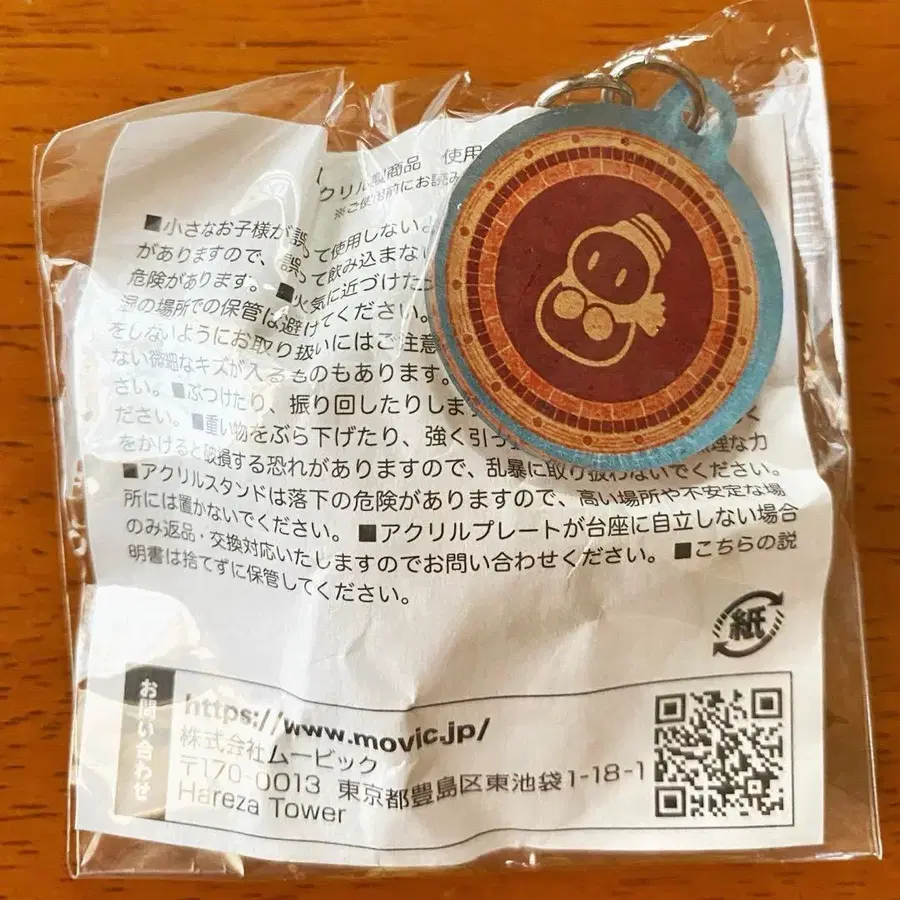 クリル製商品 使用
※ご使用前にお読み
■小さなお子様が誤って使用しないよ
がありますので、誤って飲み込まない
危険があります。 ■火気に近づけた
湿の場所での保管は避けてください。
をしないようにお取り扱いにはご注意
ない微細なキズが入るものもあります。
さい。■ぶつけたり、振り回したりしま
ださい。■重い物をぶら下げたり、強く引っ 無理な力
をかけると破損する恐れがありますので、乱暴に取り扱わないでください。
■アクリルスタンドは落下の危険がありますので、高い場所や不安定な場
所には置かないでください。 ■アクリルプレートが台座に自立しない場合
のみ返品・交換対応いたしますのでお問い合わせください。 ■こちらの説
明書は捨てずに保管してください。
紙
お問い合わせ
https://www.movic.jp/
株式会社ムービック
〒170-0013 東京都豊島区東池袋1-18-1
Hareza Tower